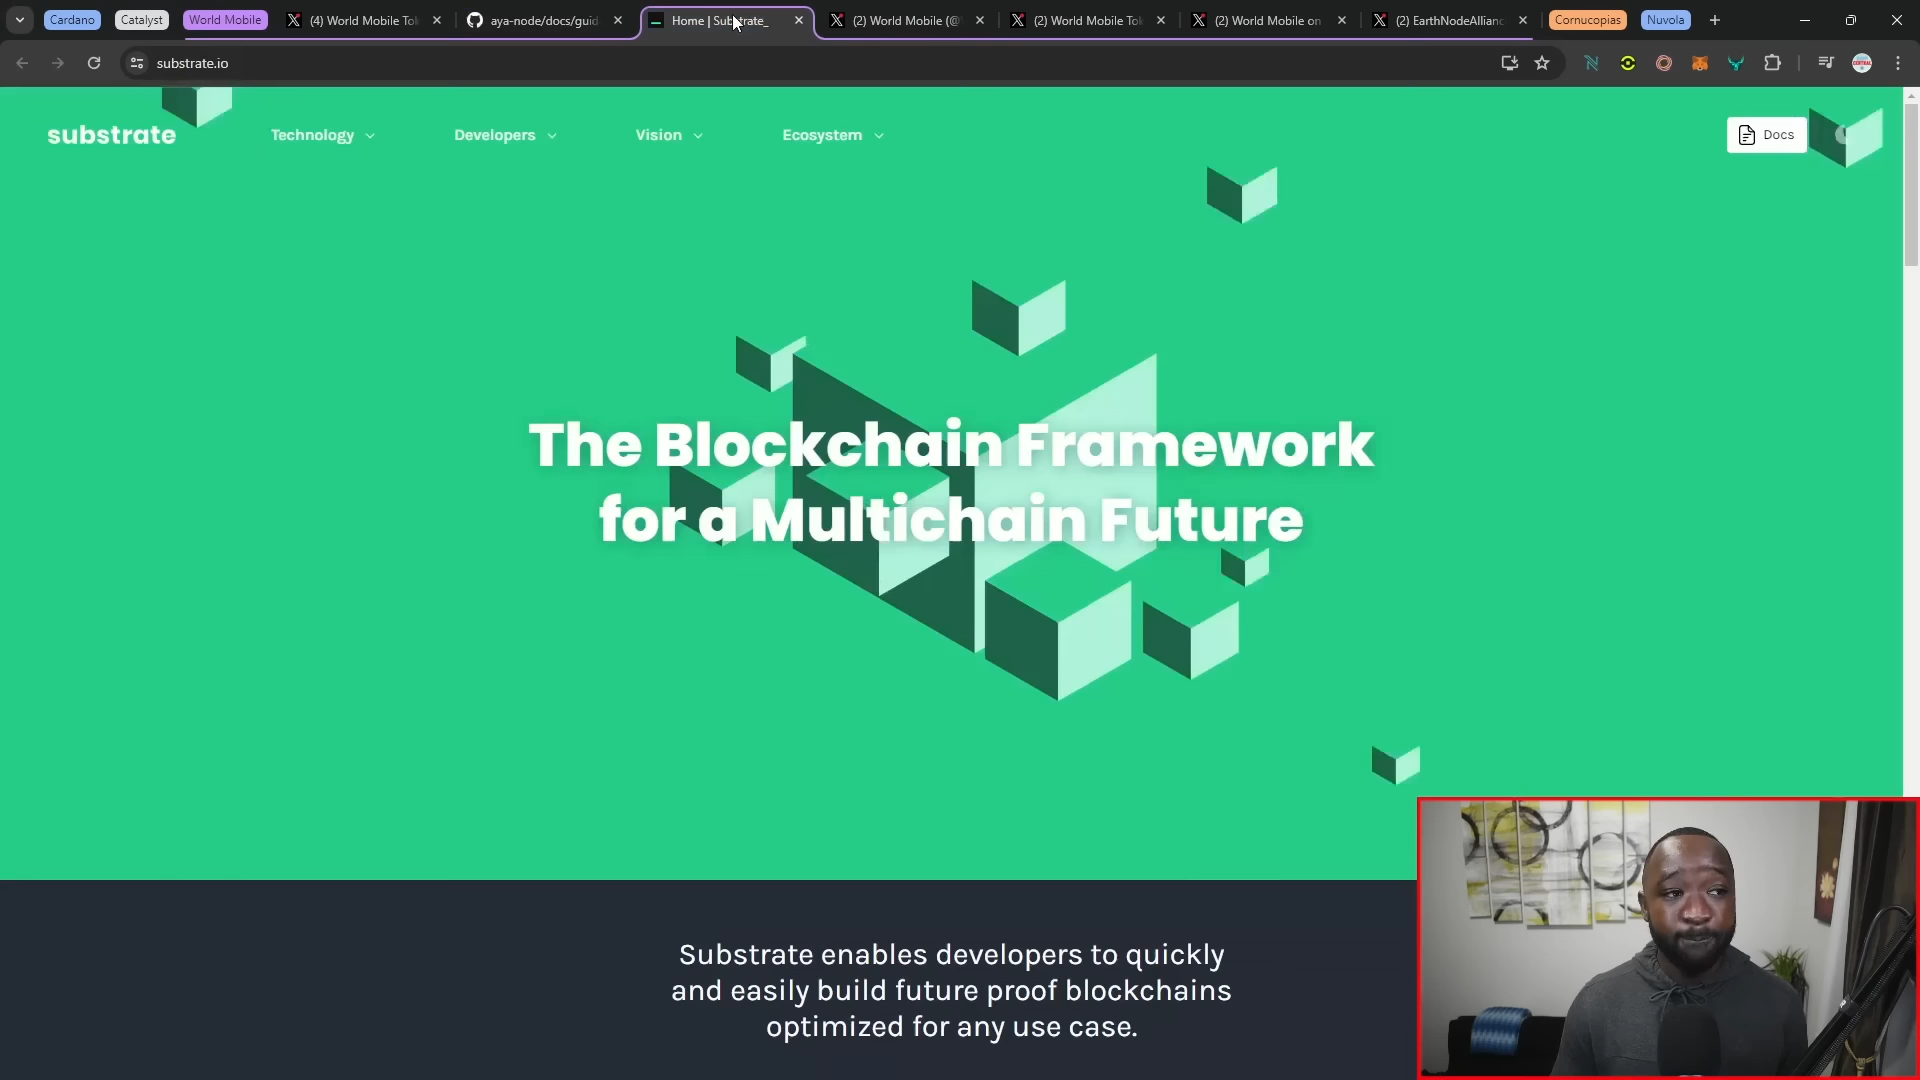 Cardano
Catalyst
World Mobile
(4) World Mobile To
aya-node/docs/guid
Home | Substrate_
(2) World Mobile (@
(2) World Mobile To
(2) World Mobile on
(2) EarthNodeAllianc
Cornucopias
Nuvola
substrate.io
substrate
Technology
Developers
Vision
Ecosystem
Docs
The Blockchain Framework
for a Multichain Future
Substrate enables developers to quickly
and easily build future proof blockchains
optimized for any use case.